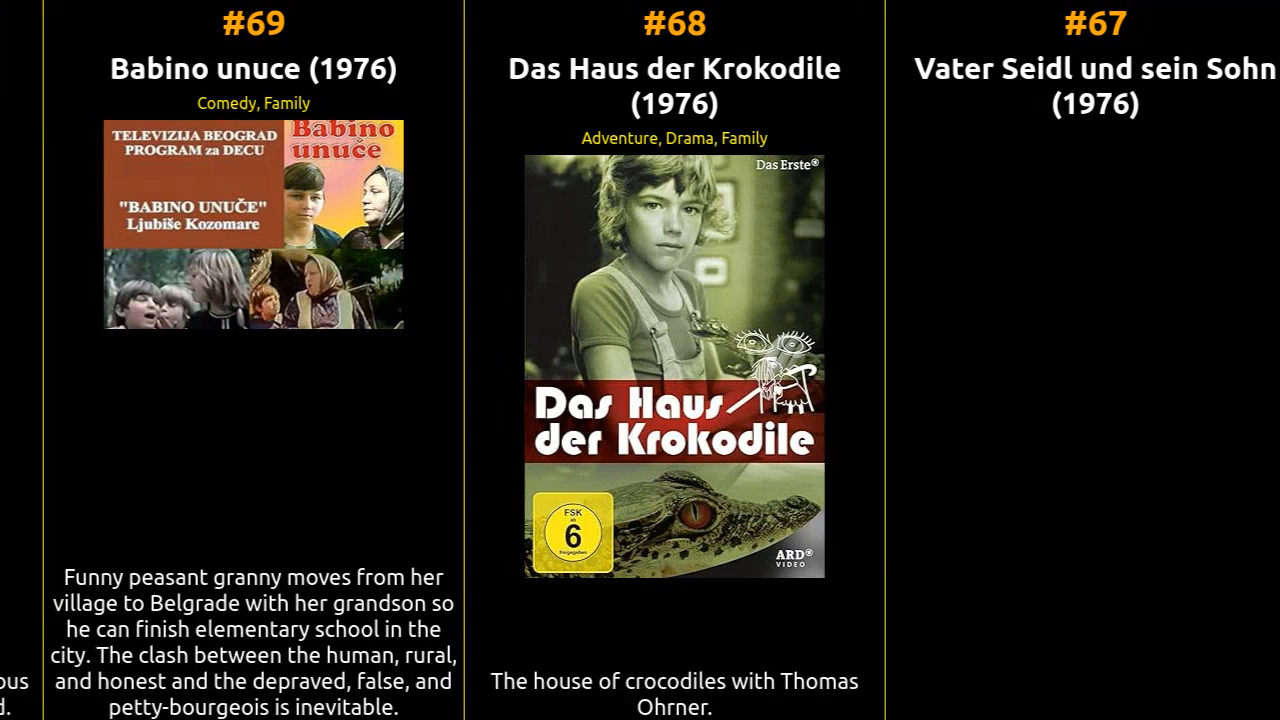 #69
Babino unuce (1976)
Comedy, Family
TELEVIZIJA BEOGRAD
PROGRAM za DECU
"BABINO UNUČE"
Ljubiše Kozomare
Babino
unuče
Funny peasant granny moves from her
village to Belgrade with her grandson so
he can finish elementary school in the
city. The clash between the human, rural,
and honest and the depraved, false, and
petty-bourgeois is inevitable.
#68
Das Haus der Krokodile
(1976)
Adventure, Drama, Family
Das Erste
Das Haus
der Krokodile
FSK
ab
6
freigegeben
ARD
VIDEO
The house of crocodiles with Thomas
Ohrner.
#67
Vater Seidl und sein Sohn
(1976)